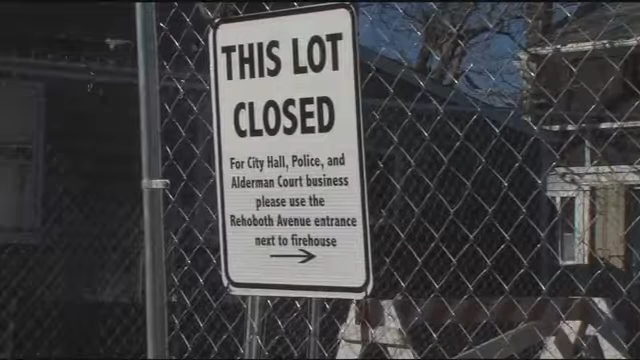 THIS LOT
CLOSED
For City Hall, Police, and
Alderman Court business
please use the
Rehoboth Avenue entrance
next to firehouse